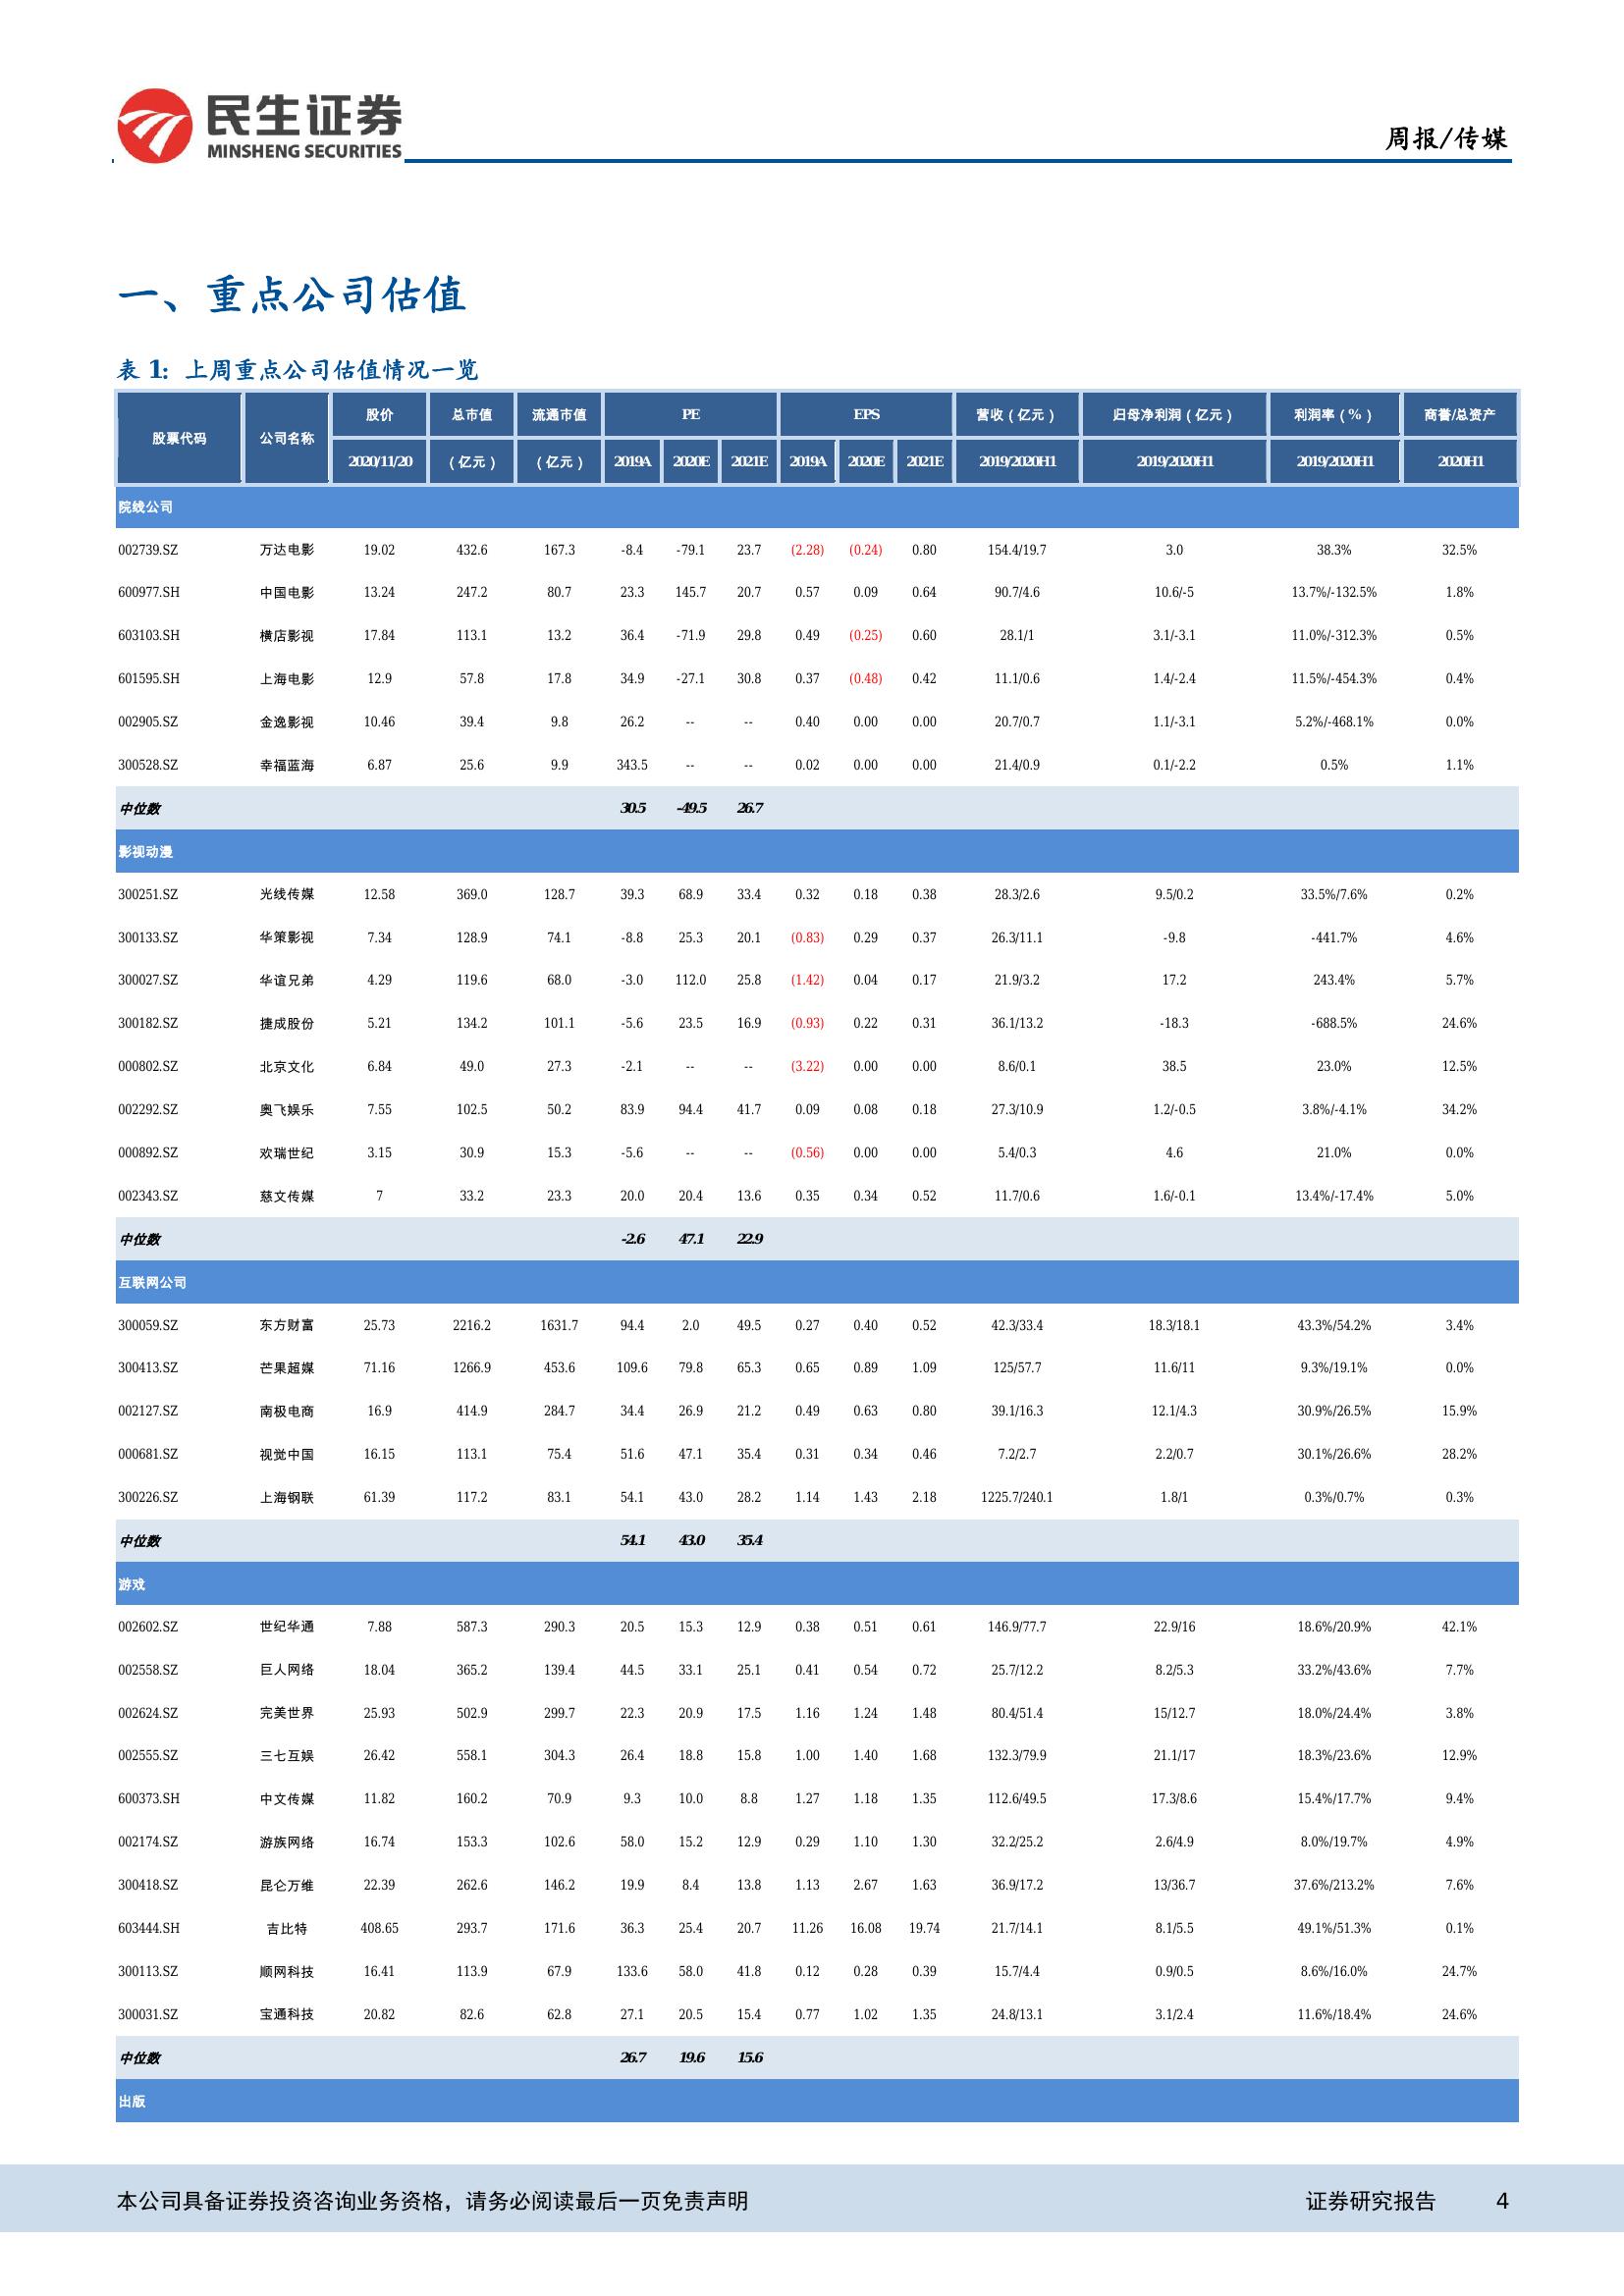 民生证券
MINSHENG SECURITIES
周报/传媒
一、重点公司估值
表 1: 上周重点公司估值情况一览
股票代码 公司名称 股价 总市值 流通市值 PE EPS 营收（亿元） 归母净利润（亿元） 利润率（%） 商誉/总资产
2020/11/20 （亿元） （亿元） 2019A 2020E 2021E 2019A 2020E 2021E 2019/2020H1 2019/2020H1 2019/2020H1 2020H1
院线公司
002739.SZ 万达电影 19.02 432.6 167.3 -8.4 -79.1 23.7 (2.28) (0.24) 0.80 154.4/19.7 3.0 38.3% 32.5%
600977.SH 中国电影 13.24 247.2 80.7 23.3 145.7 20.7 0.57 0.09 0.64 90.7/4.6 10.6/-5 13.7%/-132.5% 1.8%
603103.SH 横店影视 17.84 113.1 13.2 36.4 -71.9 29.8 0.49 (0.25) 0.60 28.1/1 3.1/-3.1 11.0%/-312.3% 0.5%
601595.SH 上海电影 12.9 57.8 17.8 34.9 -27.1 30.8 0.37 (0.48) 0.42 11.1/0.6 1.4/-2.4 11.5%/-454.3% 0.4%
002905.SZ 金逸影视 10.46 39.4 9.8 26.2 -- -- 0.40 0.00 0.00 20.7/0.7 1.1/-3.1 5.2%/-468.1% 0.0%
300528.SZ 幸福蓝海 6.87 25.6 9.9 343.5 -- -- 0.02 0.00 0.00 21.4/0.9 0.1/-2.2 0.5% 1.1%
中位数 30.5 -49.5 26.7
影视动漫
300251.SZ 光线传媒 12.58 369.0 128.7 39.3 68.9 33.4 0.32 0.18 0.38 28.3/2.6 9.5/0.2 33.5%/7.6% 0.2%
300133.SZ 华策影视 7.34 128.9 74.1 -8.8 25.3 20.1 (0.83) 0.29 0.37 26.3/11.1 -9.8 -441.7% 4.6%
300027.SZ 华谊兄弟 4.29 119.6 68.0 -3.0 112.0 25.8 (1.42) 0.04 0.17 21.9/3.2 17.2 243.4% 5.7%
300182.SZ 捷成股份 5.21 134.2 101.1 -5.6 23.5 16.9 (0.93) 0.22 0.31 36.1/13.2 -18.3 -688.5% 24.6%
000802.SZ 北京文化 6.84 49.0 27.3 -2.1 -- -- (3.22) 0.00 0.00 8.6/0.1 38.5 23.0% 12.5%
002292.SZ 奥飞娱乐 7.55 102.5 50.2 83.9 94.4 41.7 0.09 0.08 0.18 27.3/10.9 1.2/-0.5 3.8%/-4.1% 34.2%
000892.SZ 欢瑞世纪 3.15 30.9 15.3 -5.6 -- -- (0.56) 0.00 0.00 5.4/0.3 4.6 21.0% 0.0%
002343.SZ 慈文传媒 7 33.2 23.3 20.0 20.4 13.6 0.35 0.34 0.52 11.7/0.6 1.6/-0.1 13.4%/-17.4% 5.0%
中位数 -2.6 47.1 22.9
互联网公司
300059.SZ 东方财富 25.73 2216.2 1631.7 94.4 2.0 49.5 0.27 0.40 0.52 42.3/33.4 18.3/18.1 43.3%/54.2% 3.4%
300413.SZ 芒果超媒 71.16 1266.9 453.6 109.6 79.8 65.3 0.65 0.89 1.09 125/57.7 11.6/11 9.3%/19.1% 0.0%
002127.SZ 南极电商 16.9 414.9 284.7 34.4 26.9 21.2 0.49 0.63 0.80 39.1/16.3 12.1/4.3 30.9%/26.5% 15.9%
000681.SZ 视觉中国 16.15 113.1 75.4 51.6 47.1 35.4 0.31 0.34 0.46 7.2/2.7 2.2/0.7 30.1%/26.6% 28.2%
300226.SZ 上海钢联 61.39 117.2 83.1 54.1 43.0 28.2 1.14 1.43 2.18 1225.7/240.1 1.8/1 0.3%/0.7% 0.3%
中位数 54.1 43.0 35.4
游戏
002602.SZ 世纪华通 7.88 587.3 290.3 20.5 15.3 12.9 0.38 0.51 0.61 146.9/77.7 22.9/16 18.6%/20.9% 42.1%
002558.SZ 巨人网络 18.04 365.2 139.4 44.5 33.1 25.1 0.41 0.54 0.72 25.7/12.2 8.2/5.3 33.2%/43.6% 7.7%
002624.SZ 完美世界 25.93 502.9 299.7 22.3 20.9 17.5 1.16 1.24 1.48 80.4/51.4 15/12.7 18.0%/24.4% 3.8%
002555.SZ 三七互娱 26.42 558.1 304.3 26.4 18.8 15.8 1.00 1.40 1.68 132.3/79.9 21.1/17 18.3%/23.6% 12.9%
600373.SH 中文传媒 11.82 160.2 70.9 9.3 10.0 8.8 1.27 1.18 1.35 112.6/49.5 17.3/8.6 15.4%/17.7% 9.4%
002174.SZ 游族网络 16.74 153.3 102.6 58.0 15.2 12.9 0.29 1.10 1.30 32.2/25.2 2.6/4.9 8.0%/19.7% 4.9%
300418.SZ 昆仑万维 22.39 262.6 146.2 19.9 8.4 13.8 1.13 2.67 1.63 36.9/17.2 13/36.7 37.6%/213.2% 7.6%
603444.SH 吉比特 408.65 293.7 171.6 36.3 25.4 20.7 11.26 16.08 19.74 21.7/14.1 8.1/5.5 49.1%/51.3% 0.1%
300113.SZ 顺网科技 16.41 113.9 67.9 133.6 58.0 41.8 0.12 0.28 0.39 15.7/4.4 0.9/0.5 8.6%/16.0% 24.7%
300031.SZ 宝通科技 20.82 82.6 62.8 27.1 20.5 15.4 0.77 1.02 1.35 24.8/13.1 3.1/2.4 11.6%/18.4% 24.6%
中位数 26.7 19.6 15.6
出版
本公司具备证券投资咨询业务资格，请务必阅读最后一页免责声明 证券研究报告 4